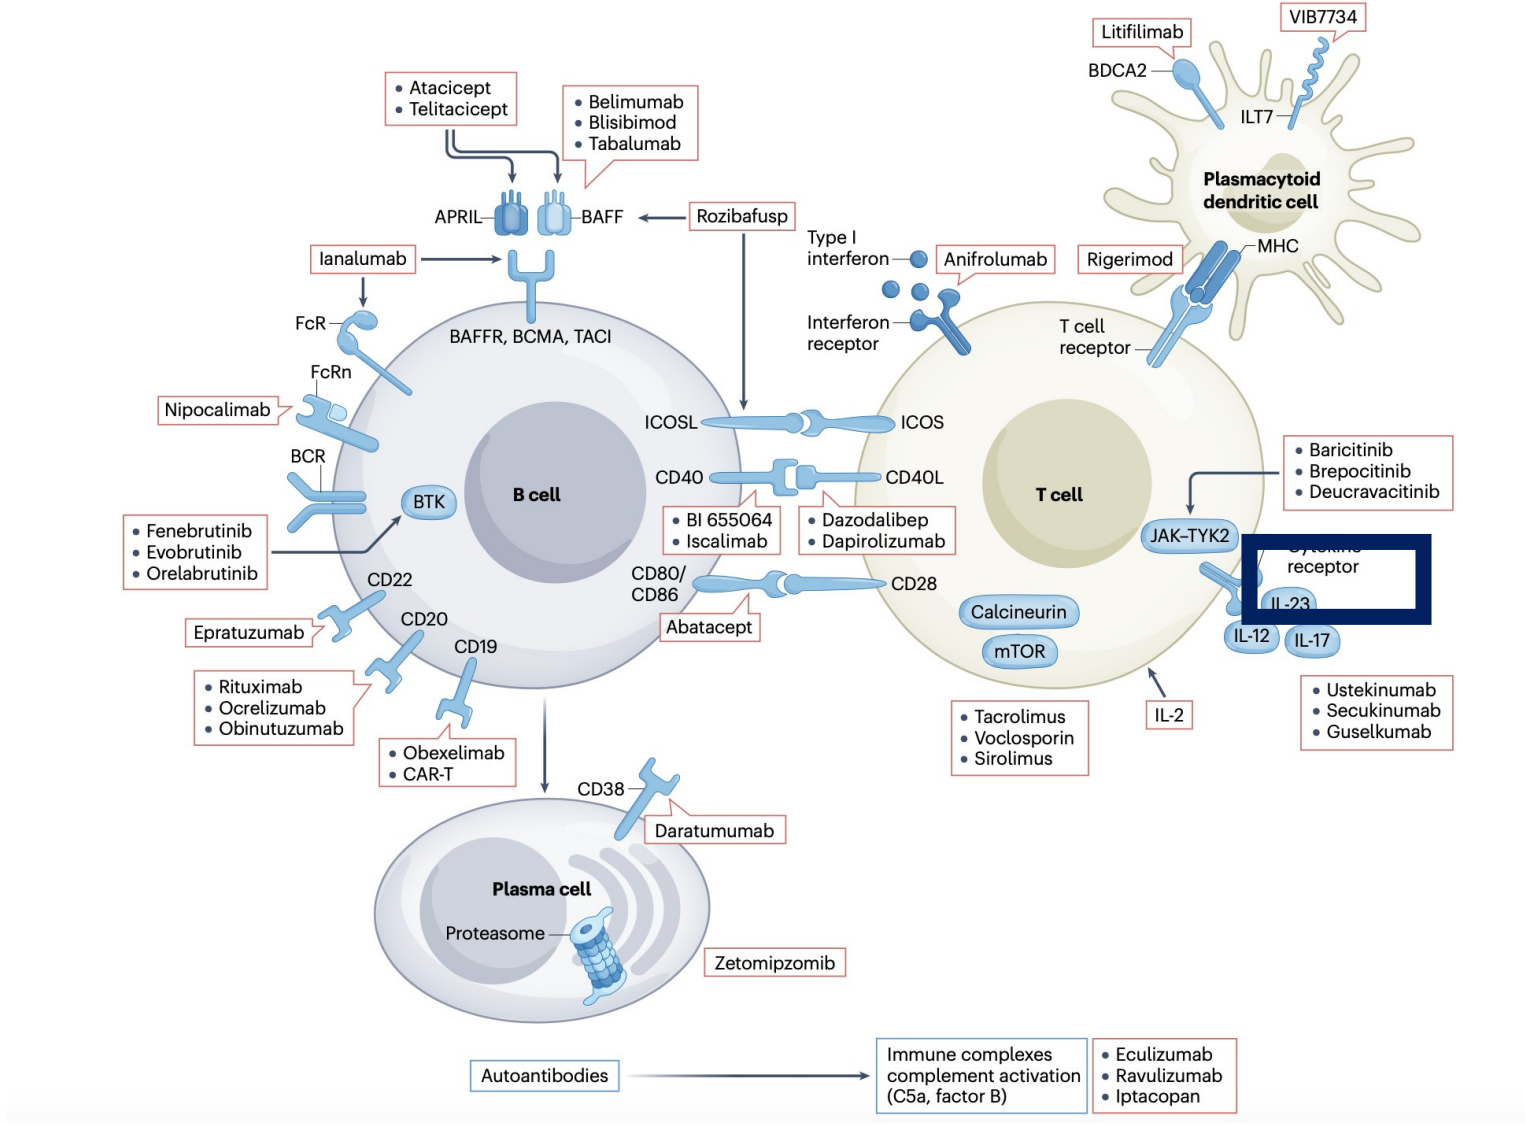 VIB7734
Litifilimab
BDCA2
ILT7
Plasmacytoid
dendritic cell
MHC
Rigerimod
• Atacicept
• Telitacicept
• Belimumab
• Blisibimod
• Tabalumab
APRIL
BAFF
Rozibafusp
Ianalumab
Type I
interferon
Anifrolumab
Interferon
receptor
T cell
receptor
FcR
BAFFR, BCMA, TACI
FcRn
Nipocalimab
BCR
BTK
B cell
ICOSL
ICOS
CD40
CD40L
• BI 655064
• Iscalimab
• Dazodalibep
• Dapirolizumab
T cell
• Baricitinib
• Brepocitinib
• Deucravacitinib
JAK–TYK2
receptor
IL-23
IL-12
IL-17
• Fenebrutinib
• Evobrutinib
• Orelabrutinib
CD22
CD20
CD19
CD80/
CD86
CD28
Abatacept
Calcineurin
mTOR
Epratuzumab
• Rituximab
• Ocrelizumab
• Obinutuzumab
• Obexelimab
• CAR-T
• Tacrolimus
• Voclosporin
• Sirolimus
IL-2
• Ustekinumab
• Secukinumab
• Guselkumab
CD38
Daratumumab
Plasma cell
Proteasome
Zetomipzomib
Autoantibodies
Immune complexes
complement activation
(C5a, factor B)
• Eculizumab
• Ravulizumab
• Iptacopan